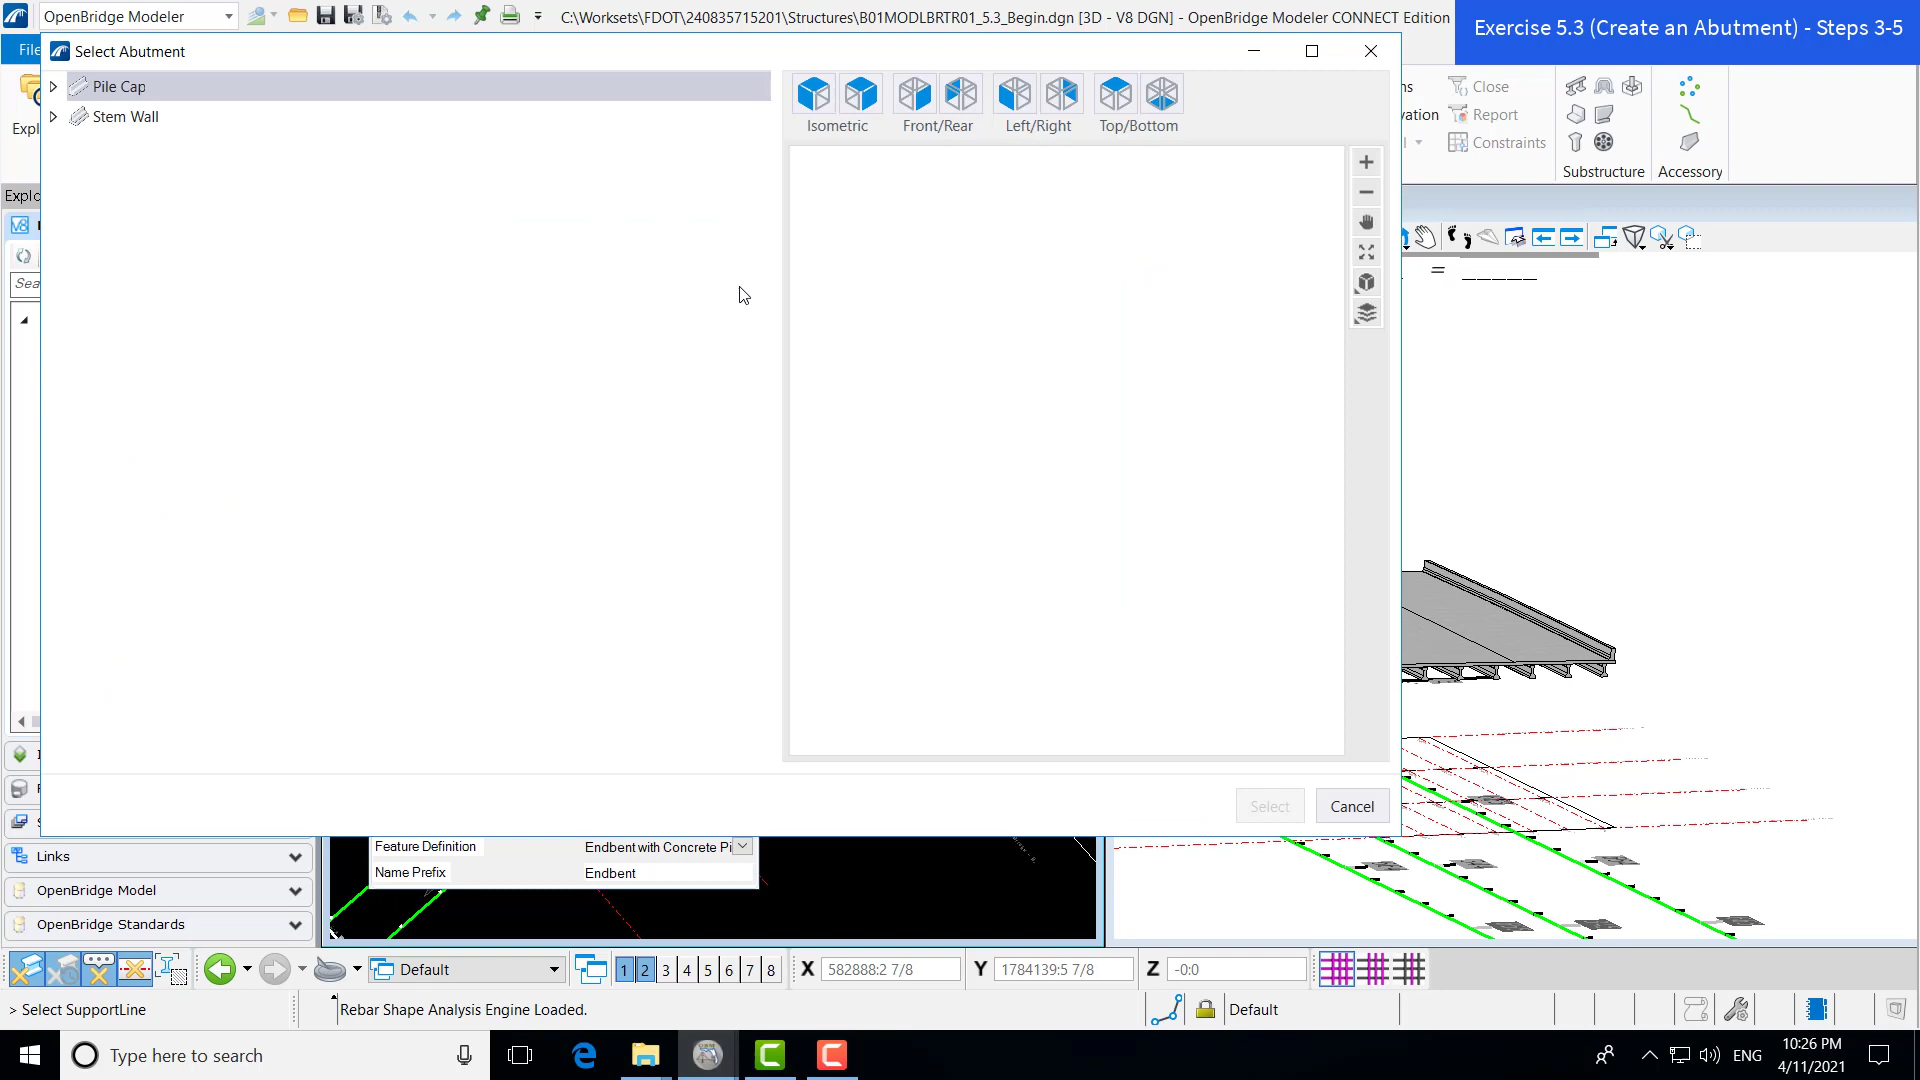 OpenBridge Modeler
C:\Worksets\FDOT\240835715201\Structures\B01MODLBRTR01_5.3_Begin.dgn [3D - V8 DGN] - OpenBridge Modeler CONNECT Edition
Exercise 5.3 (Create an Abutment) - Steps 3-5
File
Select Abutment
Pile Cap
Stem Wall
Isometric
Front/Rear
Left/Right
Top/Bottom
Close
Report
Constraints
Substructure
Accessory
Expl
Explo
V8
Sea
= _____
Select
Cancel
Feature Definition
Endbent with Concrete Pi
Name Prefix
Endbent
Links
OpenBridge Model
OpenBridge Standards
Default
1 2 3 4 5 6 7 8
X 582888:2 7/8
Y 1784139:5 7/8
Z -0:0
> Select SupportLine
Rebar Shape Analysis Engine Loaded.
Default
Type here to search
ENG
10:26 PM
4/11/2021